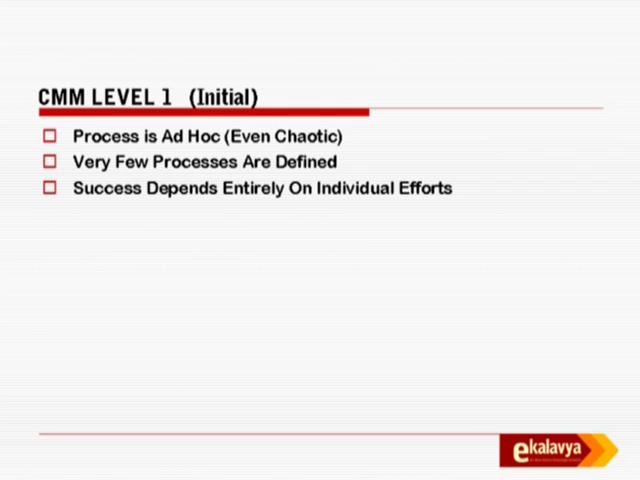 CMM LEVEL 1 (Initial)
Process is Ad Hoc (Even Chaotic)
Very Few Processes Are Defined
Success Depends Entirely On Individual Efforts
ekalavya